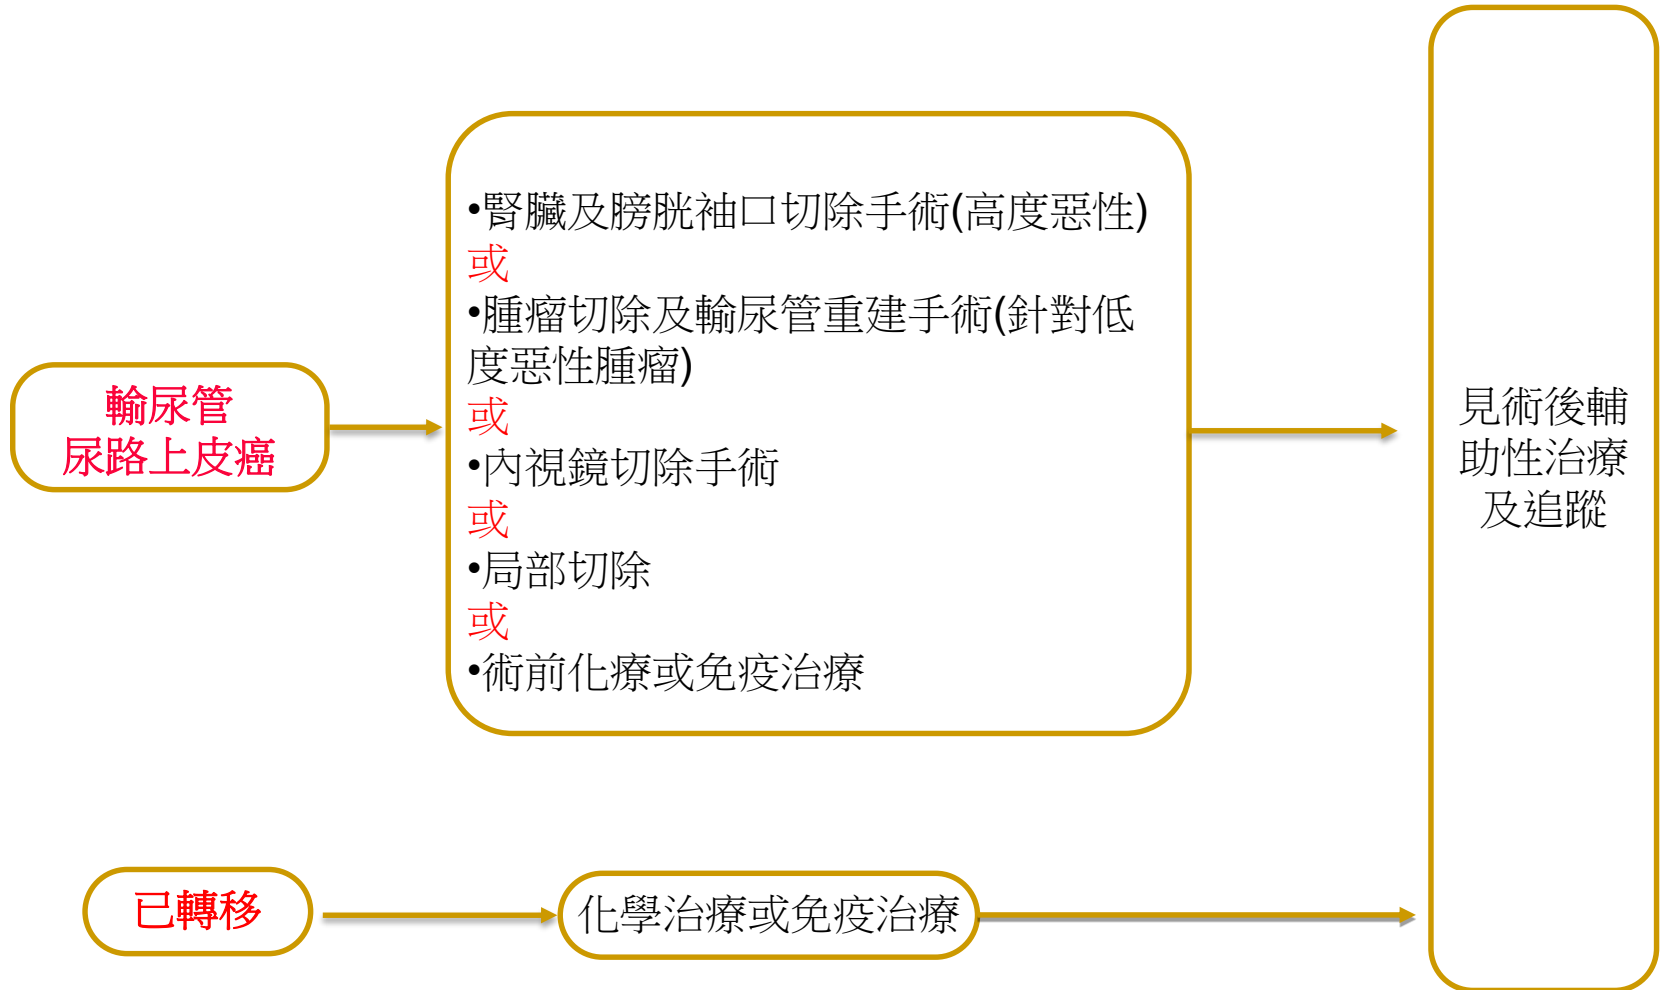 輸尿管
尿路上皮癌
•腎臟及膀胱袖口切除手術(高度惡性)
或
•腫瘤切除及輸尿管重建手術(針對低
度惡性腫瘤)
或
•內視鏡切除手術
或
•局部切除
或
•術前化療或免疫治療
見術後輔
助性治療
及追蹤
已轉移
化學治療或免疫治療